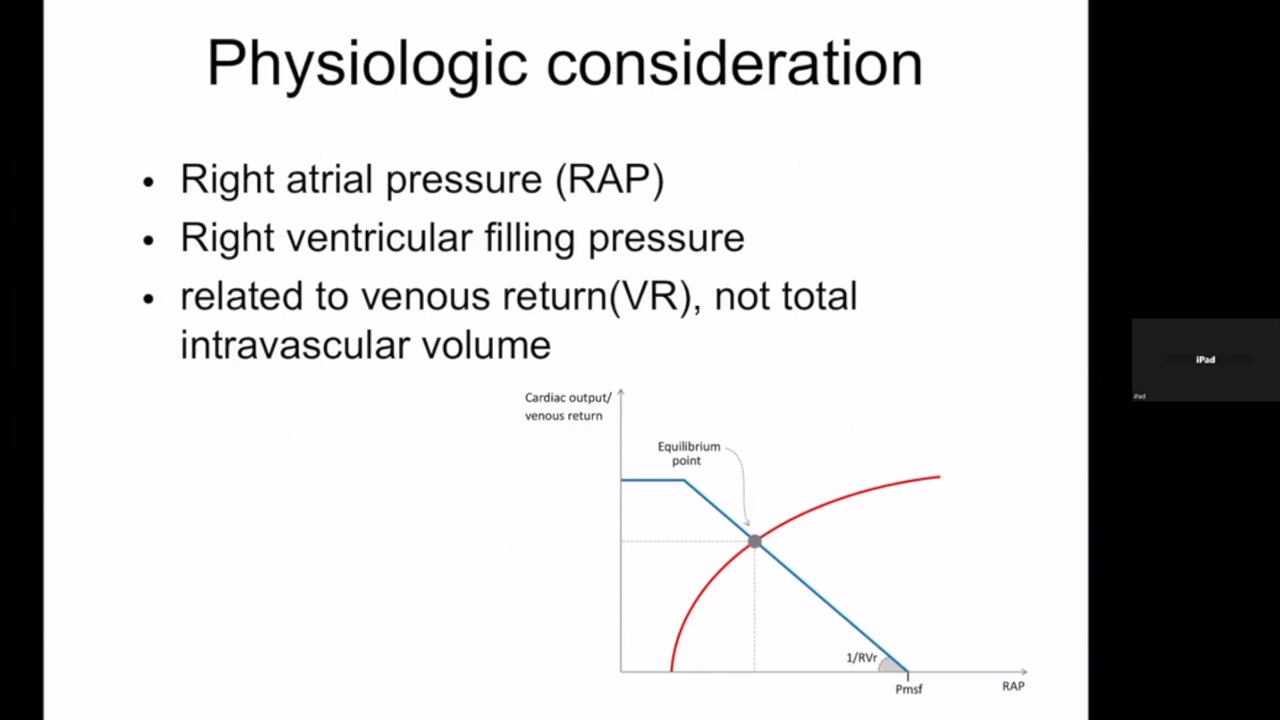 Physiologic consideration
• Right atrial pressure (RAP)
• Right ventricular filling pressure
• related to venous return(VR), not total
intravascular volume
Cardiac output/
venous return
Equilibrium
point
1/RVr
Pmsf
RAP
iPad
iPad